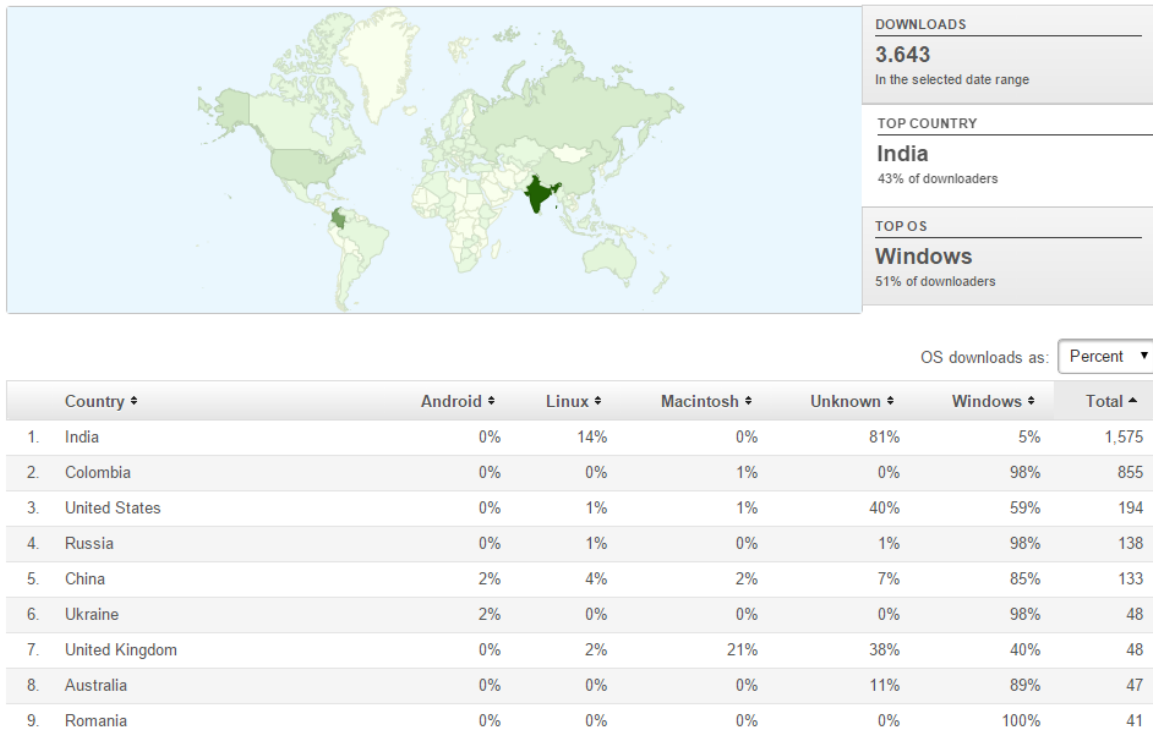 DOWNLOADS
3.643
In the selected date range
TOP COUNTRY
India
43% of downloaders
TOP OS
Windows
51% of downloaders
OS downloads as: Percent
Country Android Linux Macintosh Unknown Windows Total
1. India 0% 14% 0% 81% 5% 1,575
2. Colombia 0% 0% 1% 0% 98% 855
3. United States 0% 1% 1% 40% 59% 194
4. Russia 0% 1% 0% 1% 98% 138
5. China 2% 4% 2% 7% 85% 133
6. Ukraine 2% 0% 0% 0% 98% 48
7. United Kingdom 0% 2% 21% 38% 40% 48
8. Australia 0% 0% 0% 11% 89% 47
9. Romania 0% 0% 0% 0% 100% 41